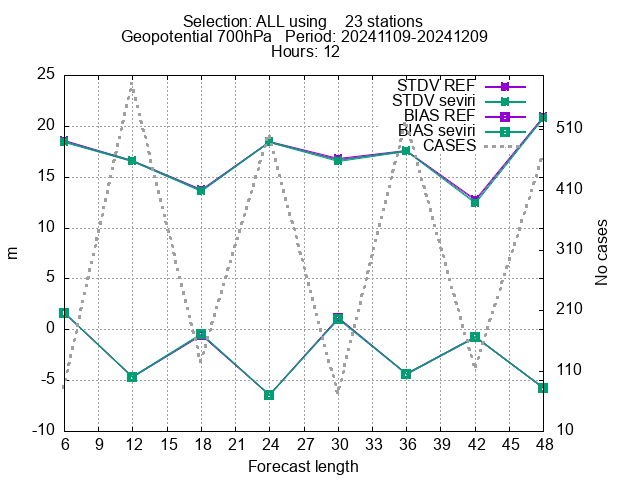 Selection: ALL using    23 stations
Geopotential 700hPa   Period: 20241109-20241209
Hours: 12
STDV REF
STDV seviri
BIAS REF
BIAS seviri
CASES
25
20
15
10
5
0
-5
-10
m
510
410
310
210
110
10
No cases
6 9 12 15 18 21 24 27 30 33 36 39 42 45 48
Forecast length